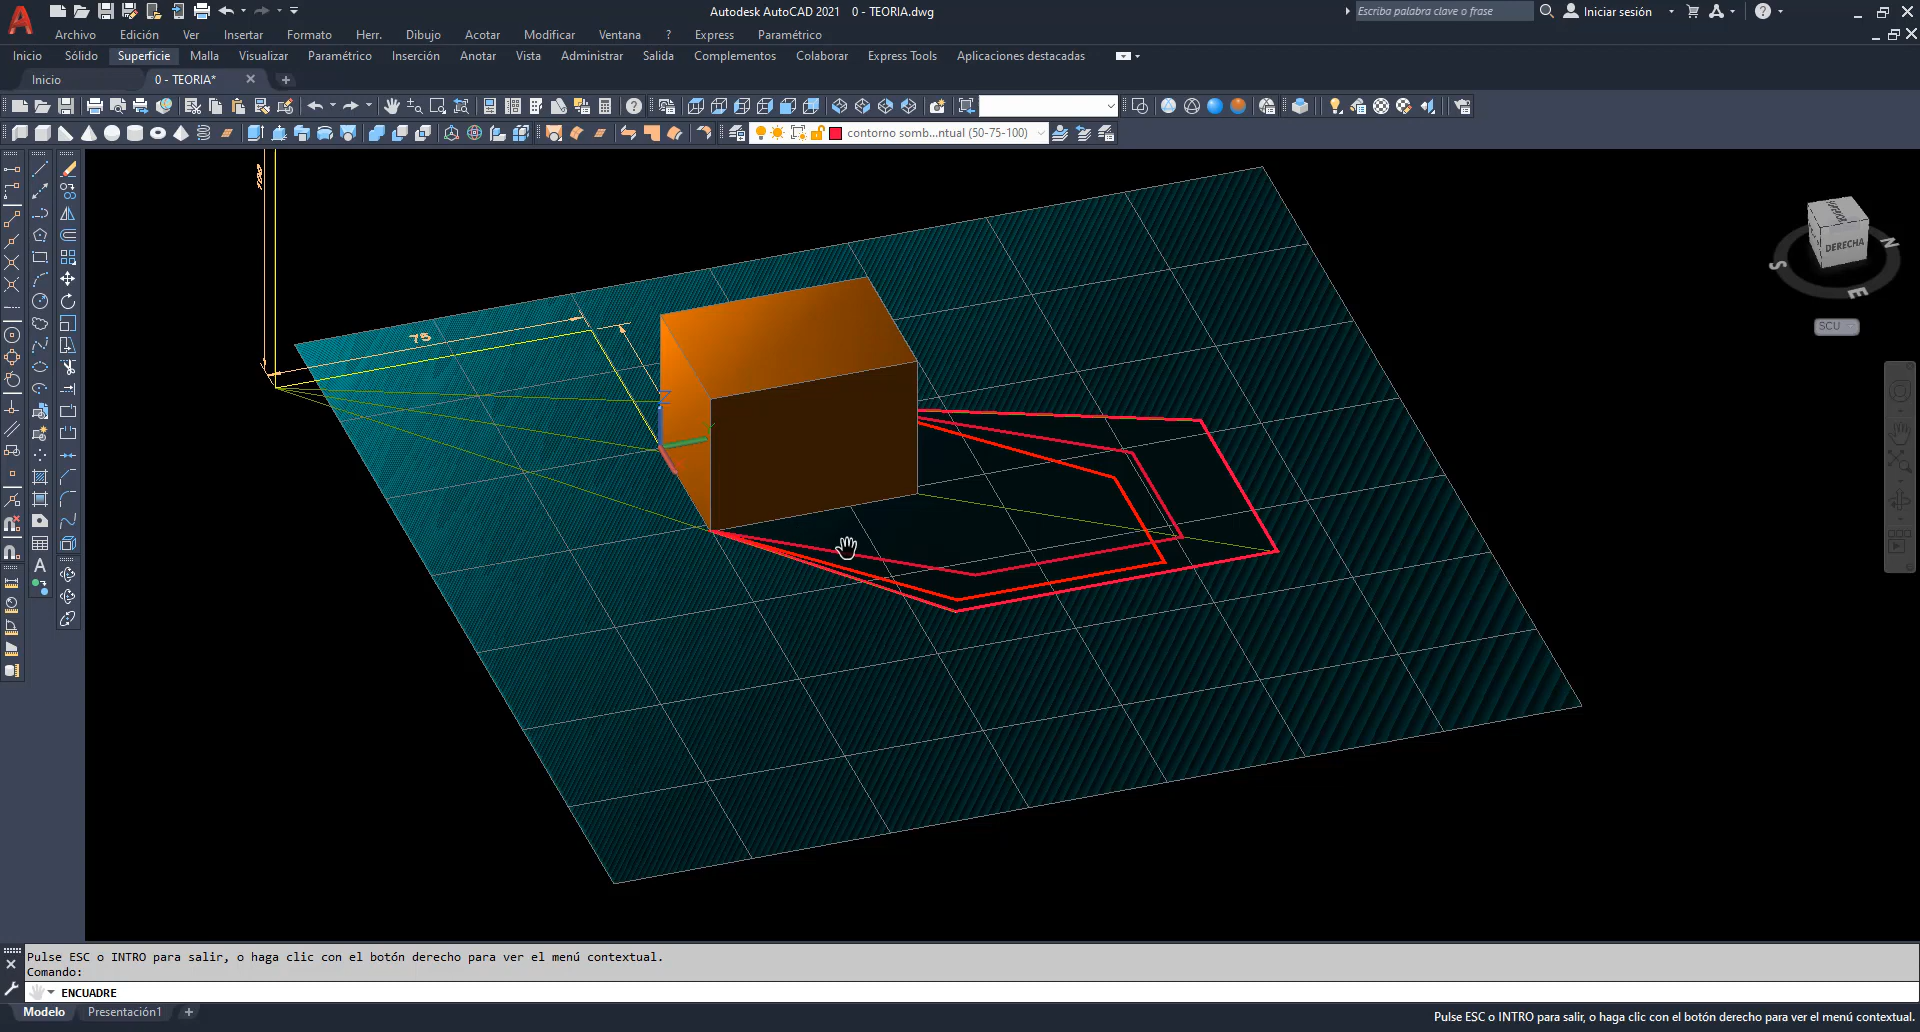 Autodesk AutoCAD 2021 0 - TEORIA.dwg
Escriba palabra clave o frase
Iniciar sesión
Archivo Edición Ver Insertar Formato Herr. Dibujo Acotar Modificar Ventana ? Express Paramétrico
Inicio Sólido Superficie Malla Visualizar Paramétrico Inserción Anotar Vista Administrar Salida Complementos Colaborar Express Tools Aplicaciones destacadas
Inicio 0 - TEORIA*
contorno somb...ntual (50-75-100)
75
Z
DERECHA
S
N
E
SCU
Pulse ESC o INTRO para salir, o haga clic con el botón derecho para ver el menú contextual.
Comando:
ENCUADRE
Modelo Presentación1 +
Pulse ESC o INTRO para salir, o haga clic con el botón derecho para ver el menú contextual.